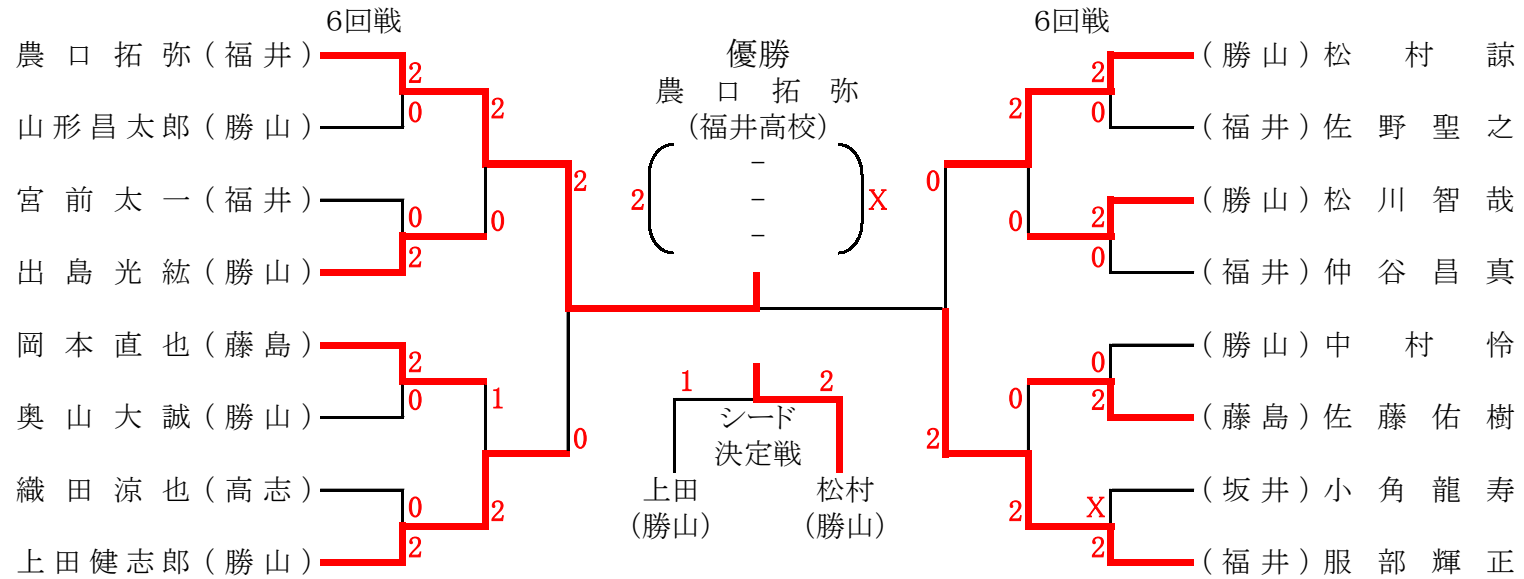 6回戦
6回戦
農口拓弥(福井)
2
0
山形昌太郎(勝山)
2
宮前太一(福井)
0
2
出島光紘(勝山)
0
2
岡本直也(藤島)
2
0
奥山大誠(勝山)
1
織田涼也(高志)
0
2
上田健志郎(勝山)
2
0
優勝
農口拓弥
(福井高校)
2
-
-
-
X
1
2
シード
決定戦
上田
(勝山)
松村
(勝山)
(勝山)松村諒
2
0
(福井)佐野聖之
2
(勝山)松川智哉
2
0
(福井)仲谷昌真
0
0
(勝山)中村怜
0
2
(藤島)佐藤佑樹
0
(坂井)小角龍寿
X
2
(福井)服部輝正
2
2